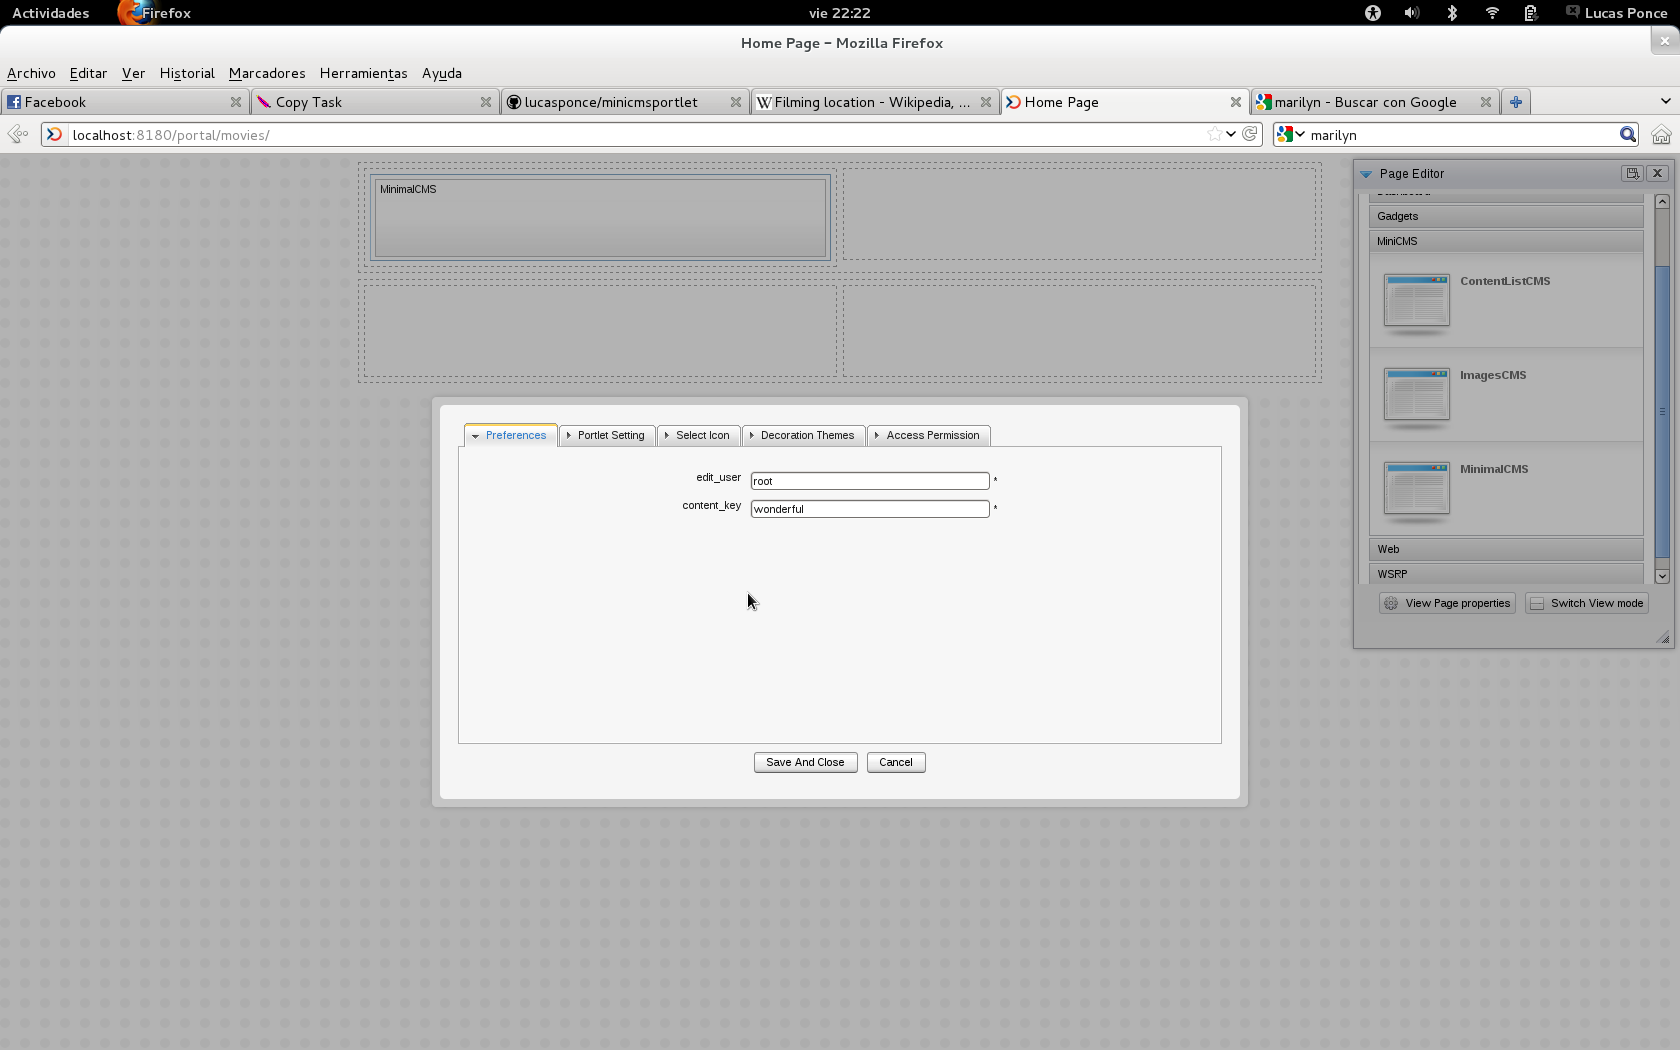 Actividades Firefox vie 22:22 Lucas Ponce
Home Page - Mozilla Firefox
Archivo Editar Ver Historial Marcadores Herramientas Ayuda
Facebook Copy Task lucasponce/minicmsportlet Filming location - Wikipedia, ... Home Page marilyn - Buscar con Google
localhost:8180/portal/movies/ marilyn
MinimalCMS
Page Editor
Gadgets
MiniCMS
ContentListCMS
ImagesCMS
MinimalCMS
Web
WSRP
View Page properties Switch View mode
Preferences Portlet Setting Select Icon Decoration Themes Access Permission
edit_user root *
content_key wonderful *
Save And Close Cancel